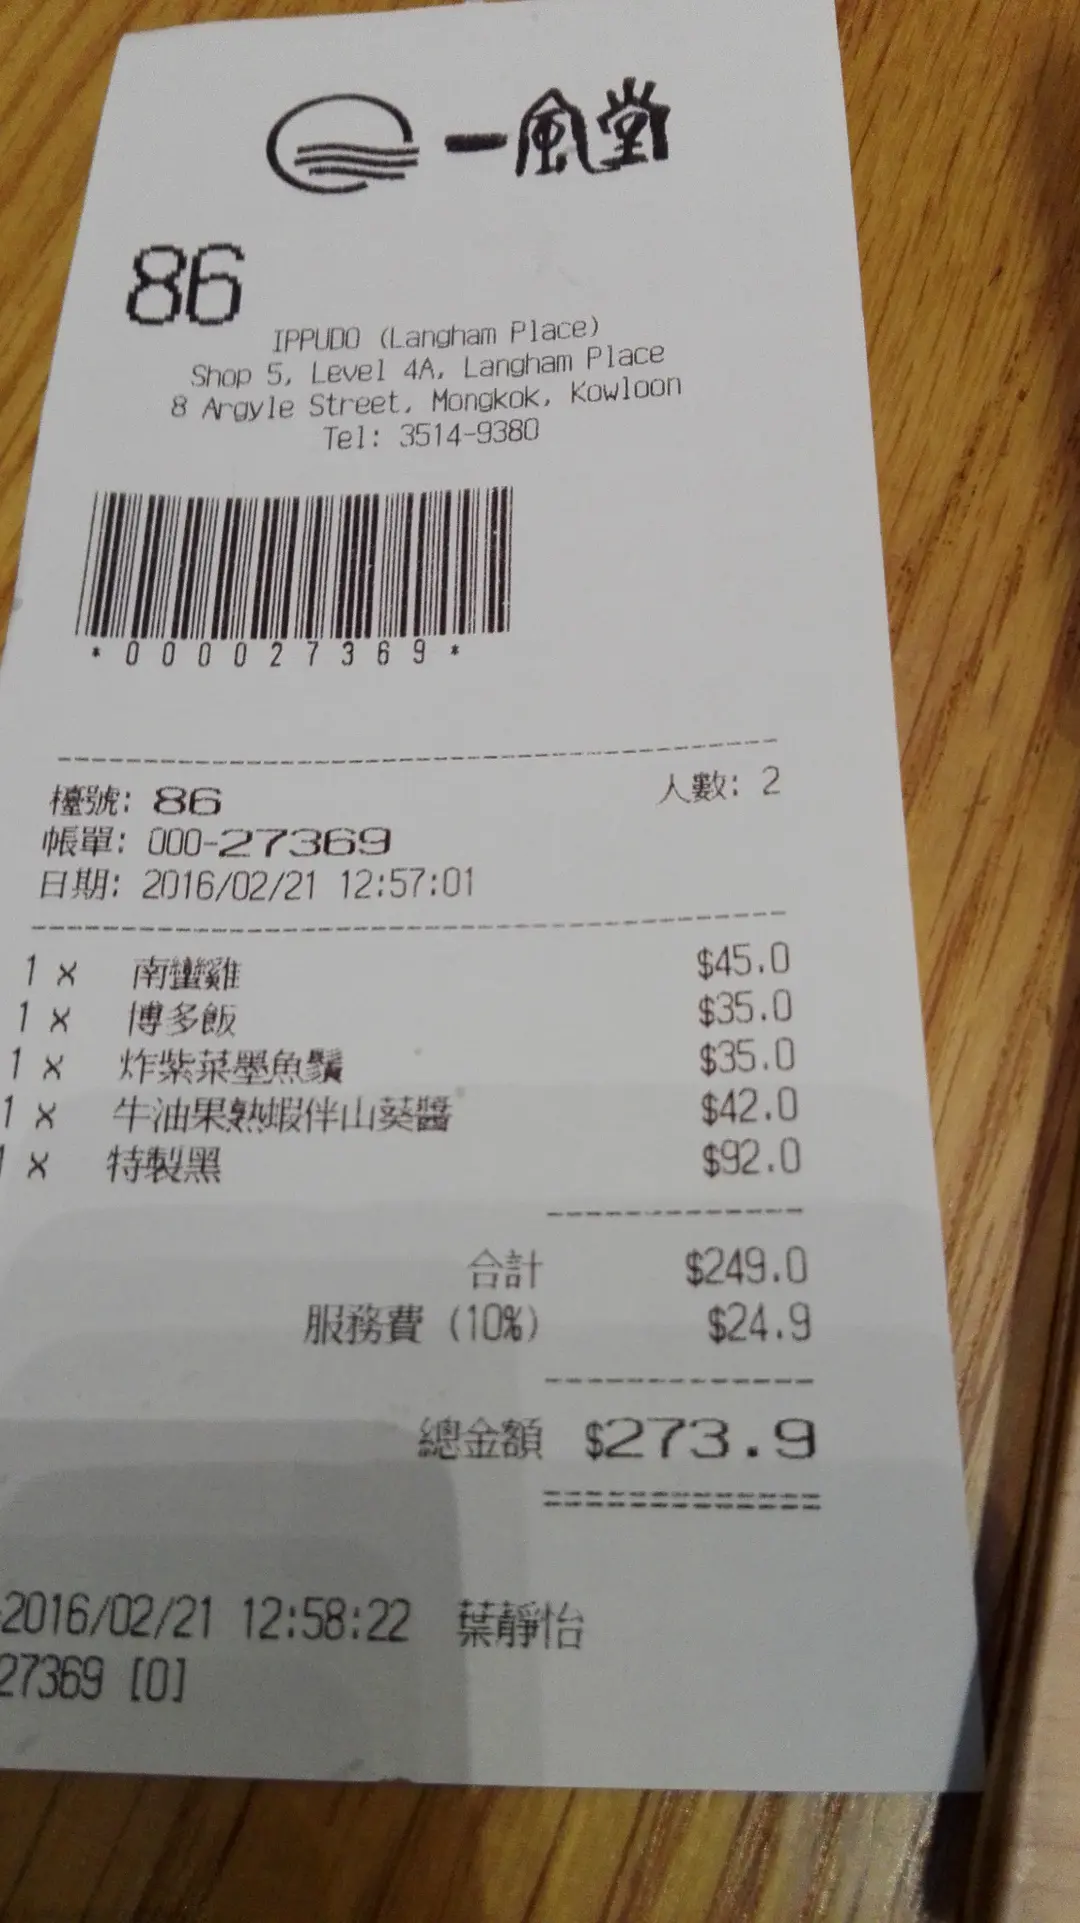 一風堂
86
IPPUDO (Langham Place)
Shop 5, Level 4A, Langham Place
8 Argyle Street, Mongkok, Kowloon
Tel: 3514-9380
*000027369*
檯號: 86 人數: 2
帳單: 000-27369
日期: 2016/02/21 12:57:01
1 x 南蠻雞 $45.0
1 x 博多飯 $35.0
1 x 炸紫菜墨魚鬚 $35.0
1 x 牛油果熟蝦伴山葵醬 $42.0
1 x 特製黑 $92.0
合計 $249.0
服務費 (10%) $24.9
總金額 $273.9
-2016/02/21 12:58:22 葉靜怡
27369 [0]